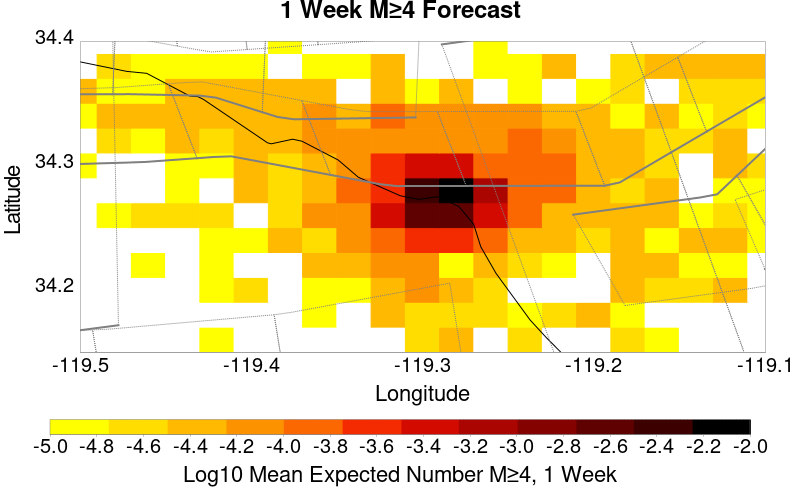 1 Week M≥4 Forecast
34.4
34.3
34.2
Latitude
-119.5 -119.4 -119.3 -119.2 -119.1
Longitude
-5.0 -4.8 -4.6 -4.4 -4.2 -4.0 -3.8 -3.6 -3.4 -3.2 -3.0 -2.8 -2.6 -2.4 -2.2 -2.0
Log10 Mean Expected Number M≥4, 1 Week